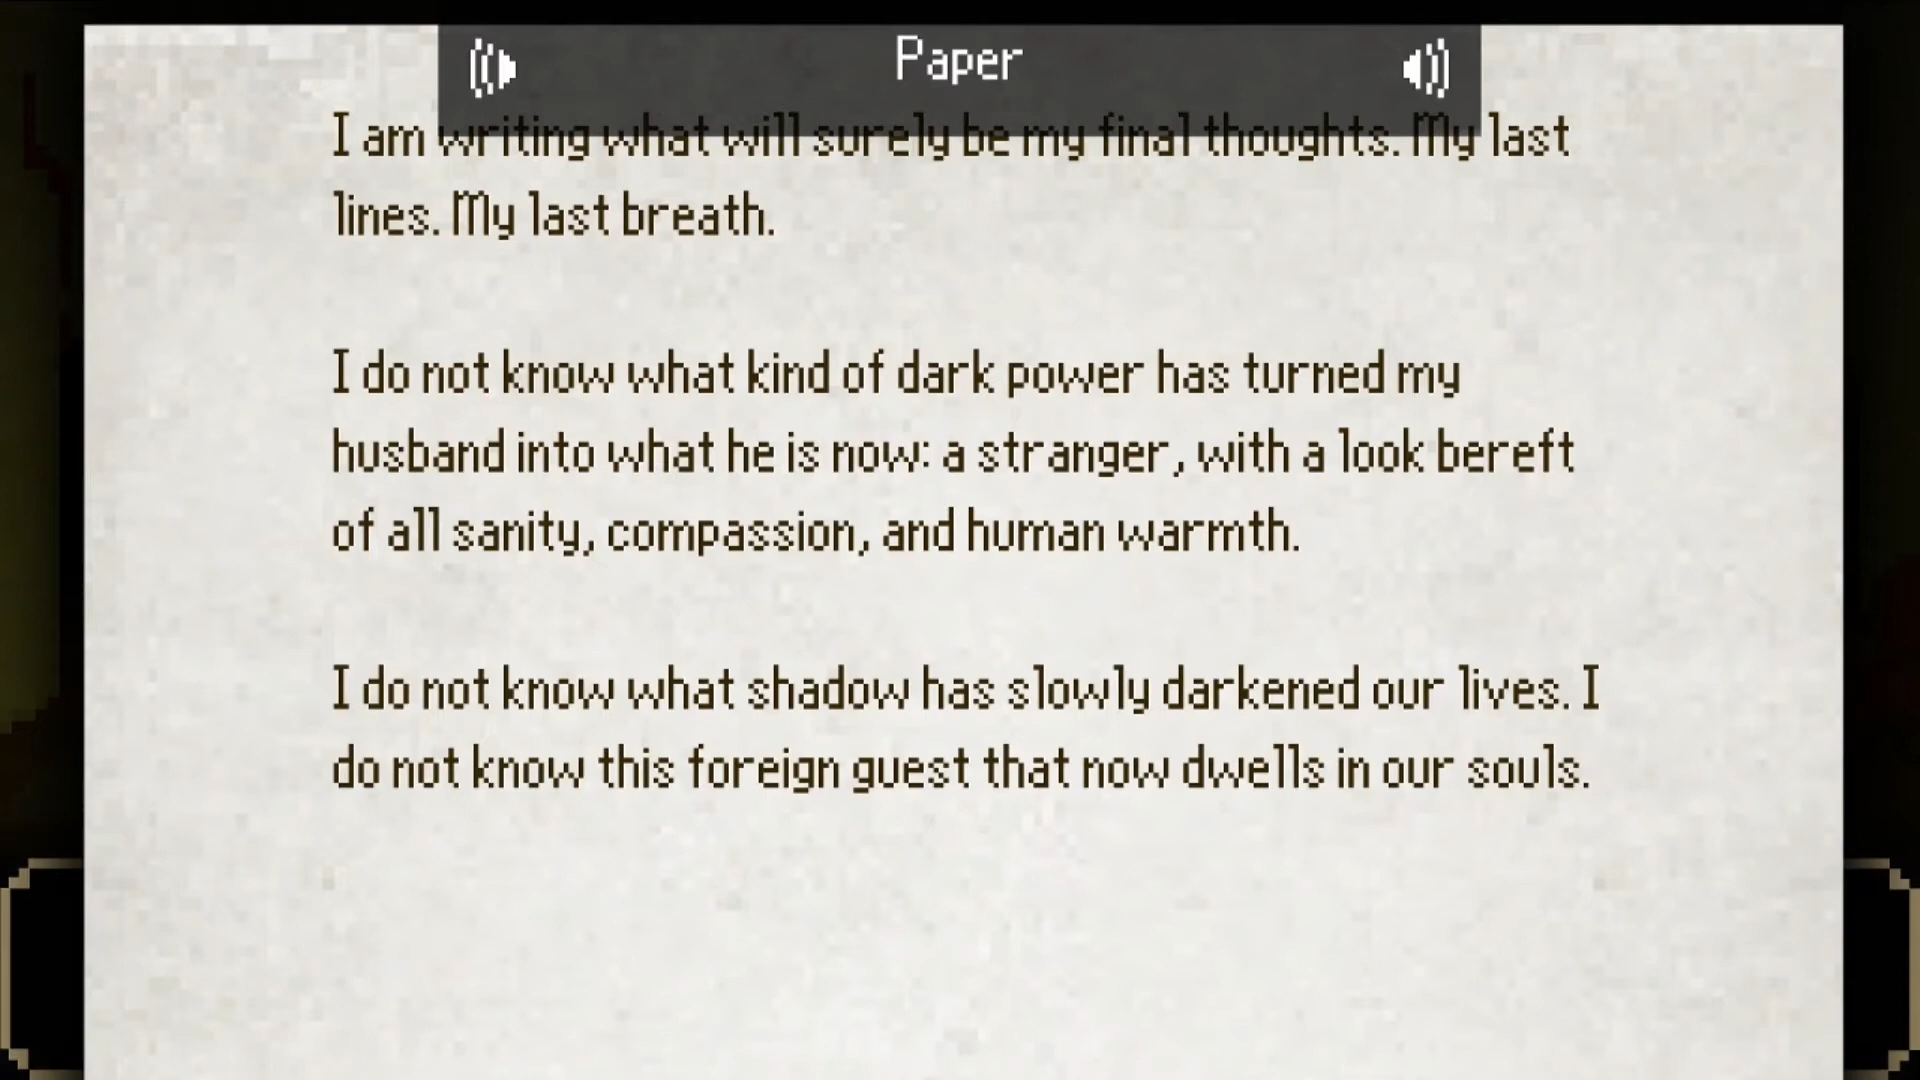 Paper
I am writing what will surely be my final thoughts. My last
lines. My last breath.
I do not know what kind of dark power has turned my
husband into what he is now: a stranger, with a look bereft
of all sanity, compassion, and human warmth.
I do not know what shadow has slowly darkened our lives. I
do not know this foreign guest that now dwells in our souls.